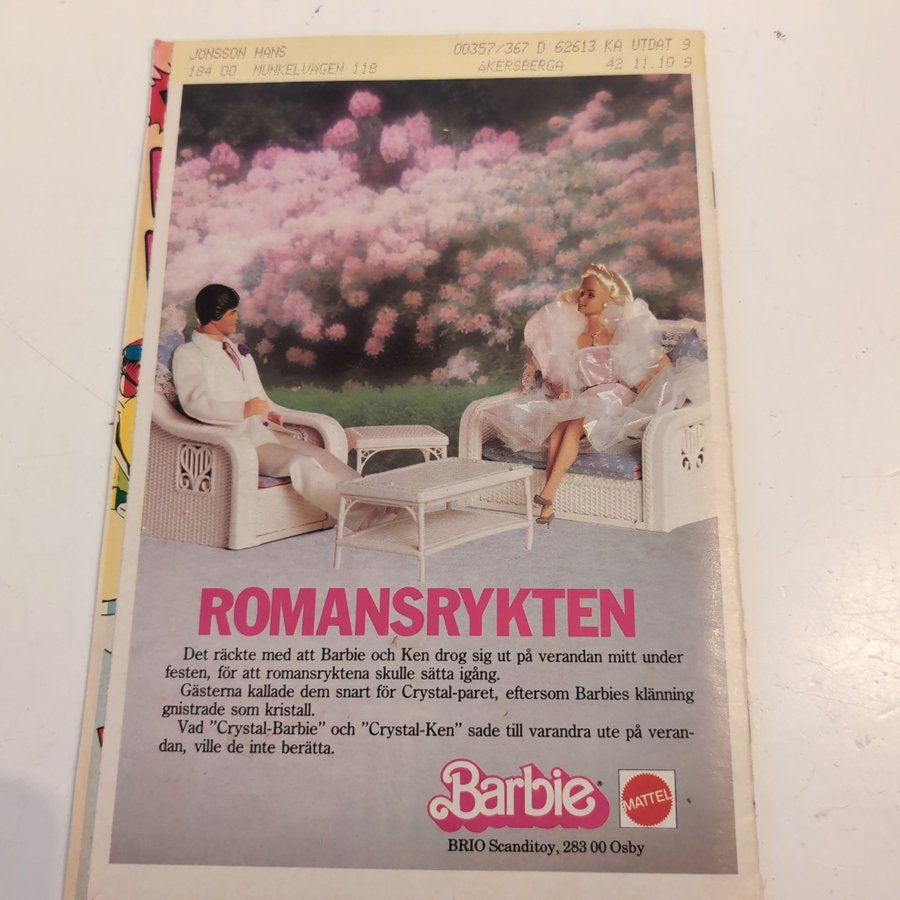 JÖNSSON HANS 00357/367 D 62613 KA UTDAT 9
184 00 MUNKELVÄGEN 118 ÅKERSBERGA 42 11.10 9
ROMANSRYKTEN
Det räckte med att Barbie och Ken drog sig ut på verandan mitt under
festen, för att romansryktena skulle sätta igång.
Gästerna kallade dem snart för Crystal-paret, eftersom Barbies klänning
gnistrade som kristall.
Vad "Crystal-Barbie" och "Crystal-Ken" sade till varandra ute på veran-
dan, ville de inte berätta.
Barbie®
MATTEL
BRIO Scanditoy, 283 00 Osby